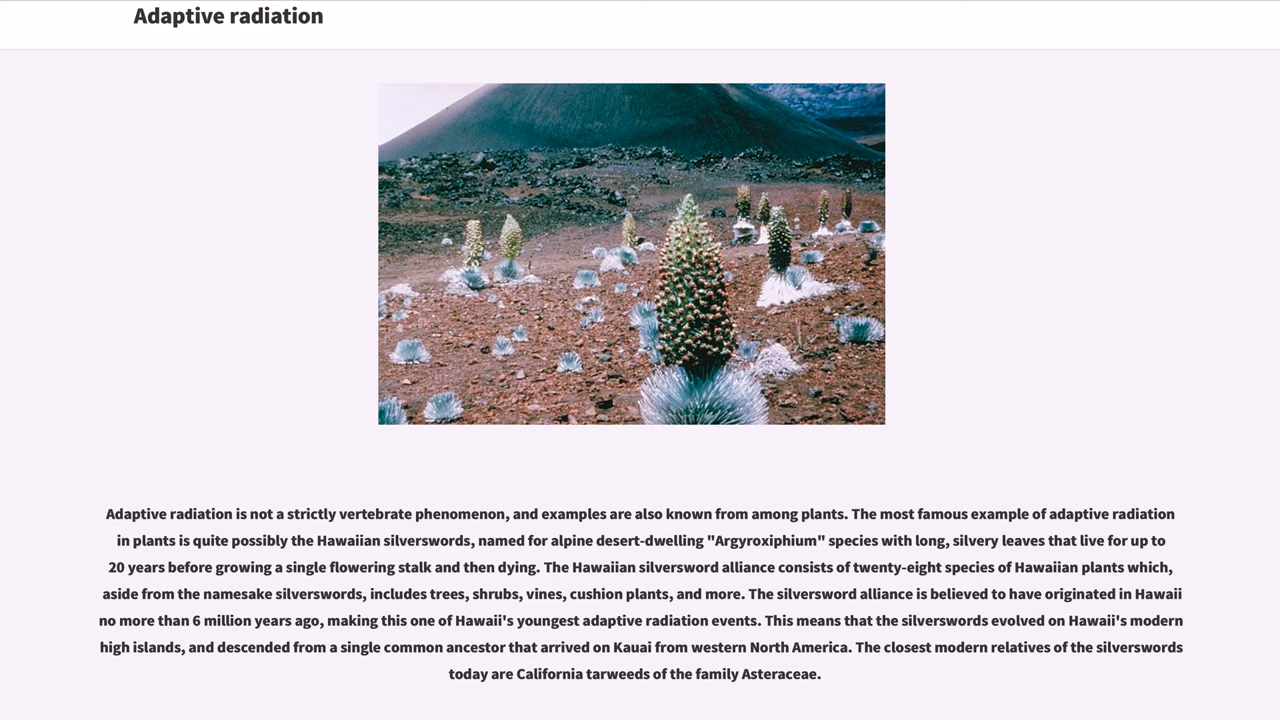 Adaptive radiation
Adaptive radiation is not a strictly vertebrate phenomenon, and examples are also known from among plants. The most famous example of adaptive radiation
in plants is quite possibly the Hawaiian silverswords, named for alpine desert-dwelling "Argyroxiphium" species with long, silvery leaves that live for up to
20 years before growing a single flowering stalk and then dying. The Hawaiian silversword alliance consists of twenty-eight species of Hawaiian plants which,
aside from the namesake silverswords, includes trees, shrubs, vines, cushion plants, and more. The silversword alliance is believed to have originated in Hawaii
no more than 6 million years ago, making this one of Hawaii's youngest adaptive radiation events. This means that the silverswords evolved on Hawaii's modern
high islands, and descended from a single common ancestor that arrived on Kauai from western North America. The closest modern relatives of the silverswords
today are California tarweeds of the family Asteraceae.